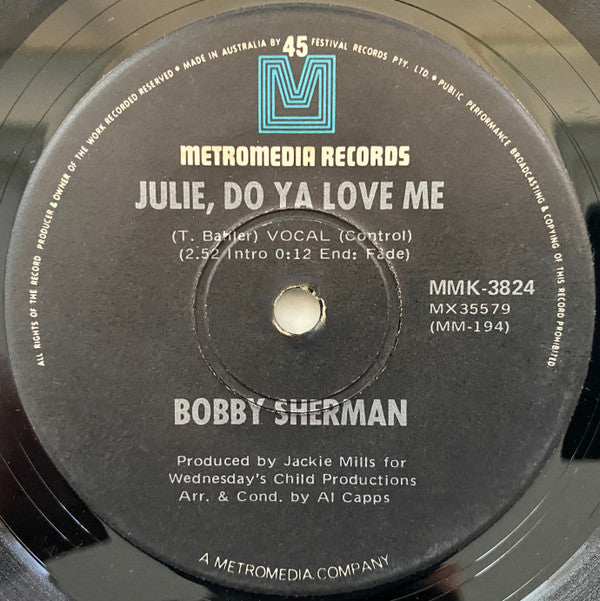 ALL RIGHTS OF THE RECORD PRODUCER & OWNER OF THE WORK RECORDED RESERVED • MADE IN AUSTRALIA BY FESTIVAL RECORDS PTY. LTD. • PUBLIC PERFORMANCE BROADCASTING & COPYING OF THIS RECORD PROHIBITED
45
M
METROMEDIA RECORDS
JULIE, DO YA LOVE ME
(T. Bahler) VOCAL (Control)
(2.52 Intro 0:12 End: Fade)
MMK-3824
MX35579
(MM-194)
BOBBY SHERMAN
Produced by Jackie Mills for
Wednesday's Child Productions
Arr. & Cond. by Al Capps
A METROMEDIA COMPANY